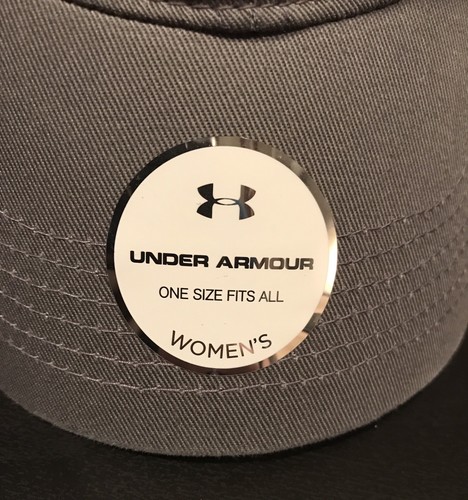 UNDER ARMOUR
ONE SIZE FITS ALL
WOMEN'S